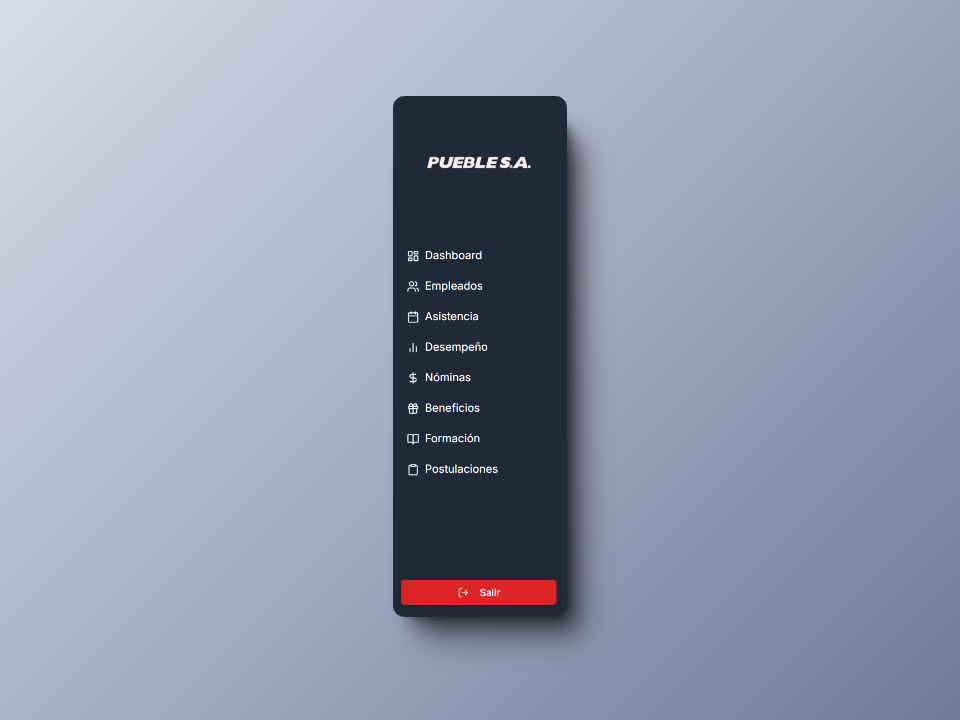 PUEBLE S.A.
Dashboard
Empleados
Asistencia
Desempeño
Nóminas
Beneficios
Formación
Postulaciones
Salir